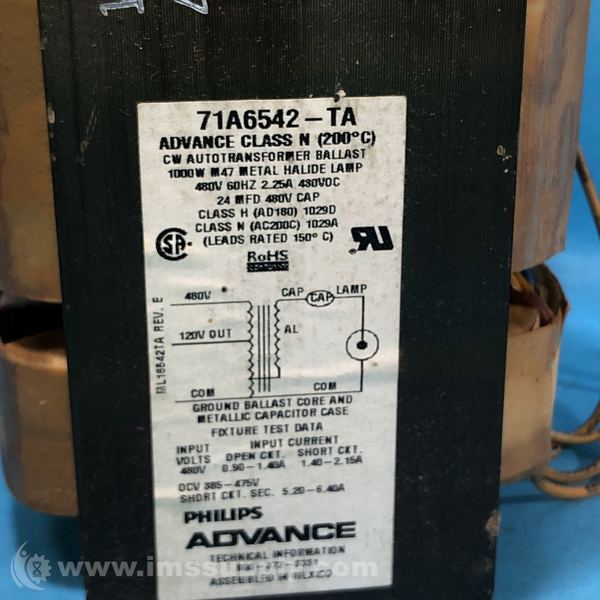 71A6542-TA
ADVANCE CLASS N (200°C)
CW AUTOTRANSFORMER BALLAST
1000W M47 METAL HALIDE LAMP
480V 60HZ 2.25A 430VOC
24 MFD 480V CAP
CLASS H (AD180) 1029D
CLASS N (AC200C) 1029A
(LEADS RATED 150° C)
SA
RU
RoHS
480V
CAP
CAP
LAMP
120V OUT
AL
COM
COM
ML16542TA REV. E
GROUND BALLAST CORE AND
METALLIC CAPACITOR CASE
FIXTURE TEST DATA
INPUT INPUT CURRENT
VOLTS OPEN CKT. SHORT CKT.
480V 0.90-1.40A 1.40-2.15A
OCV 385-475V
SHORT CKT. SEC. 5.20-6.40A
PHILIPS
ADVANCE
TECHNICAL INFORMATION
ASSEMBLED IN MEXICO
www.imssupply.com